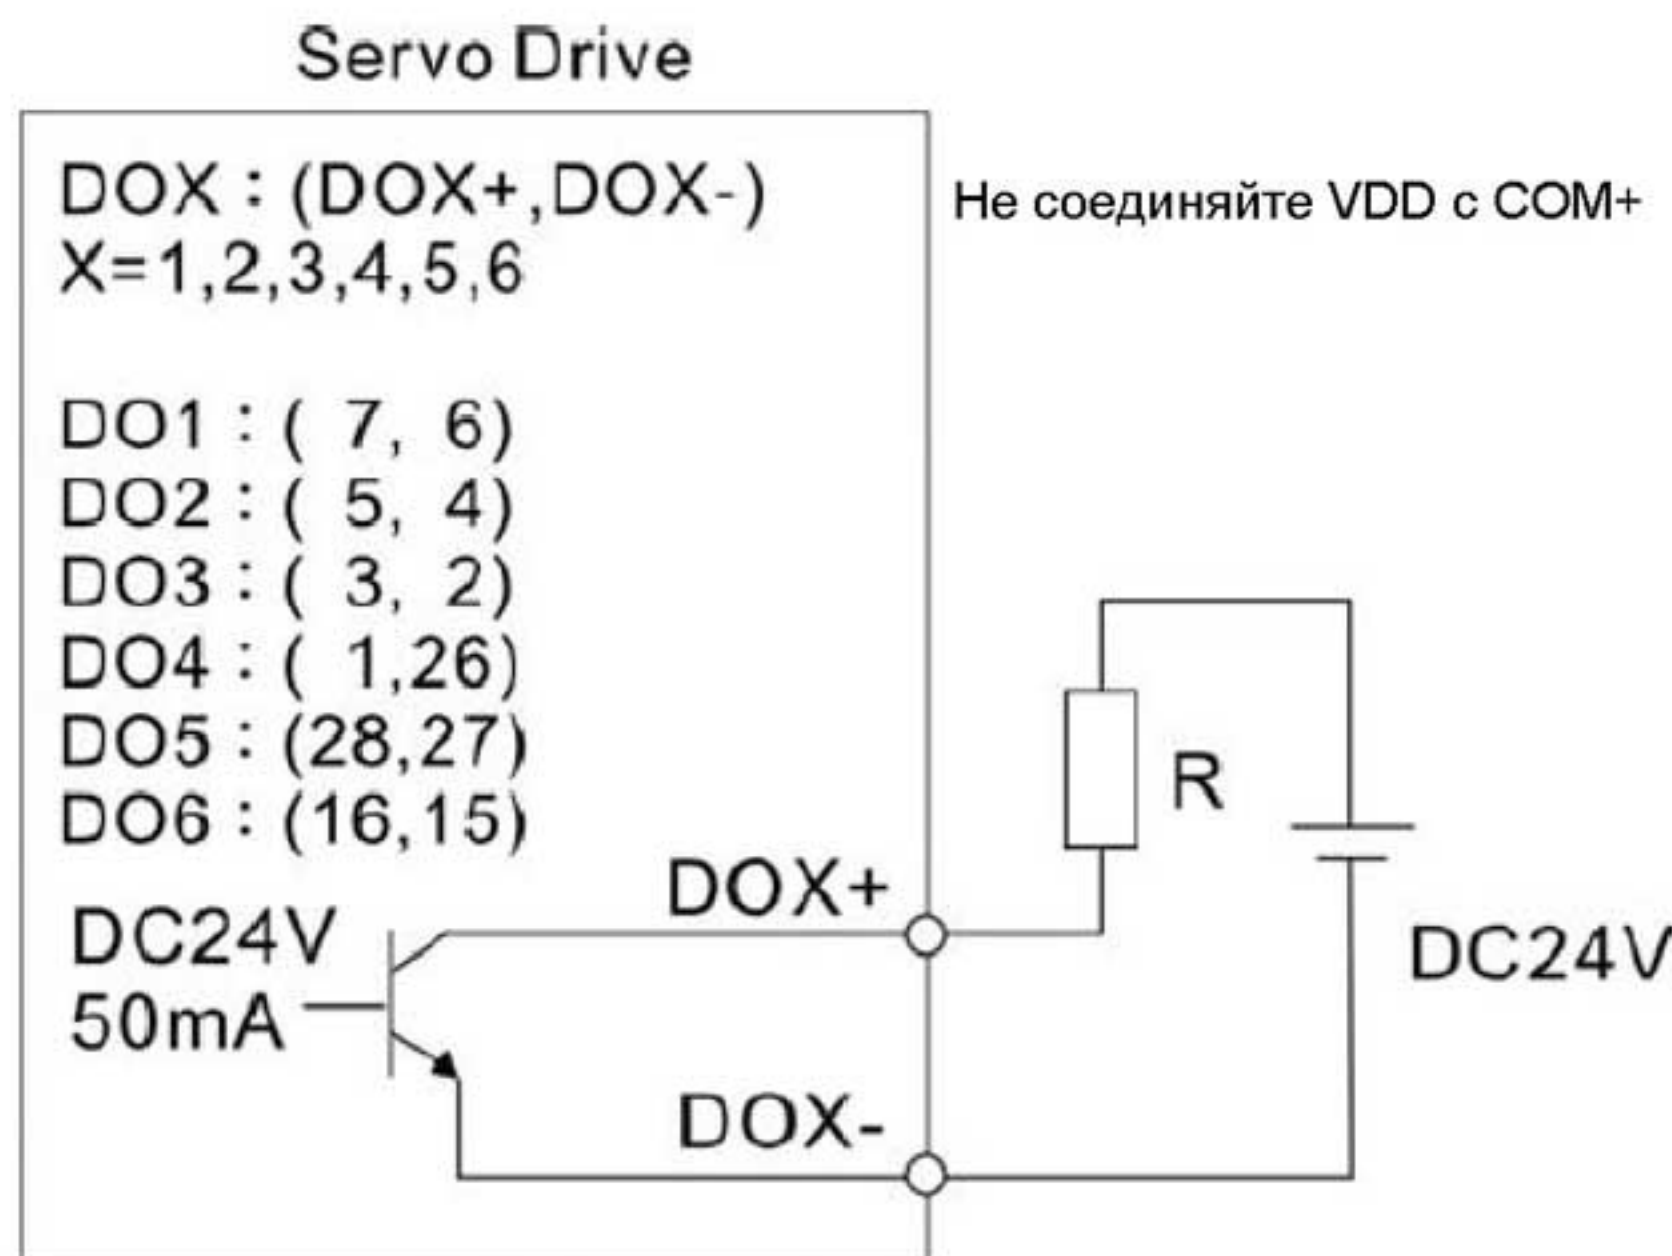 Servo Drive
DOX : (DOX+,DOX-)
X=1,2,3,4,5,6
Не соединяйте VDD с COM+
DO1 : ( 7, 6)
DO2 : ( 5, 4)
DO3 : ( 3, 2)
DO4 : ( 1,26)
DO5 : (28,27)
DO6 : (16,15)
DC24V
50mA
DOX+
DOX-
R
DC24V